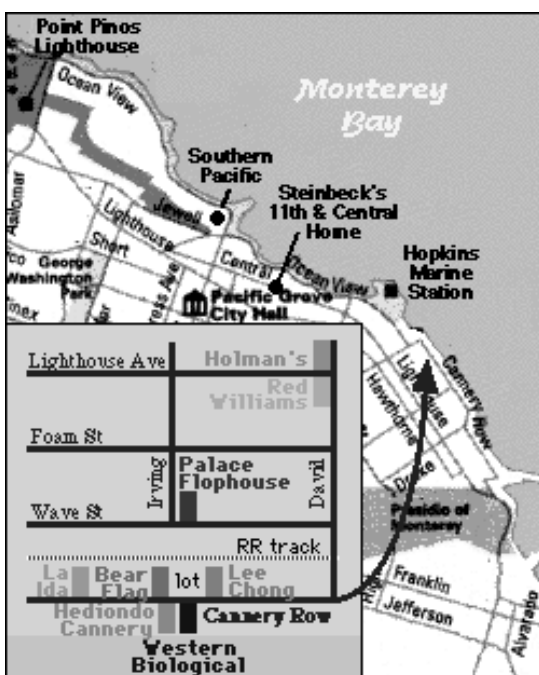 Point Pinos
Lighthouse
Ocean View
Monterey
Bay
Southern
Pacific
Steinbeck's
11th & Central
Home
Asilomar
Lighthouse
Jewell
Short
Central
Ocean View
Hopkins
Marine
Station
George
Washington
Park
Pacific Grove
City Hall
Lighthouse
Hawthorne
Cannery Row
Drake
Presidio of
Monterey
Franklin
Jefferson
Alvarado
Lighthouse Ave
Holman's
Red
Williams
Foam St
Irving
Palace
Flophouse
David
Wave St
RR track
La
Ida
Bear
Flag
lot
Lee
Chong
Hediondo
Cannery
Cannery Row
Western
Biological